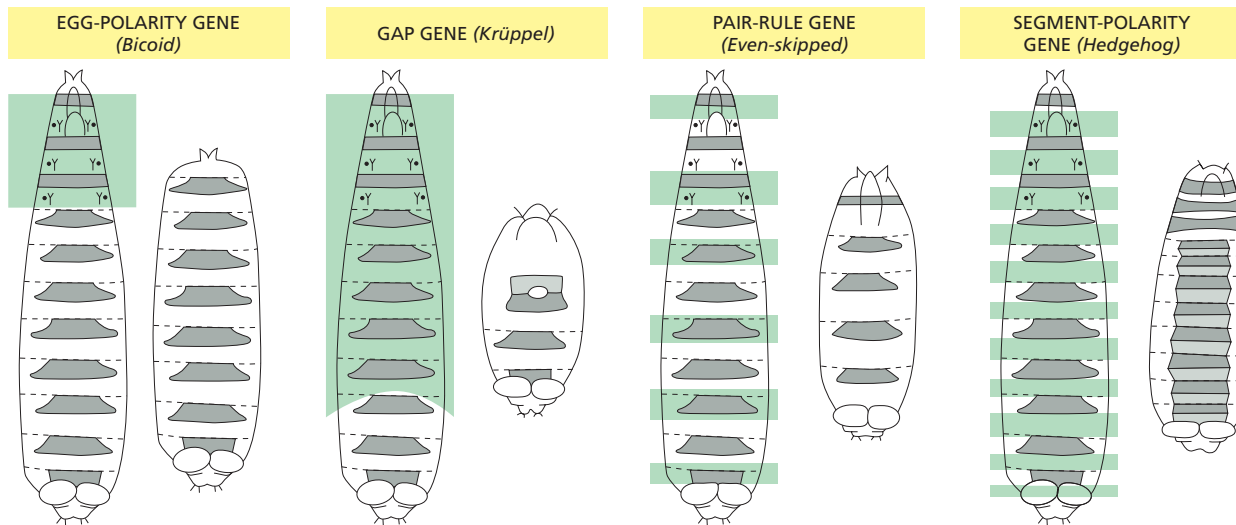 EGG-POLARITY GENE
(Bicoid)
GAP GENE (Krüppel)
PAIR-RULE GENE
(Even-skipped)
SEGMENT-POLARITY
GENE (Hedgehog)